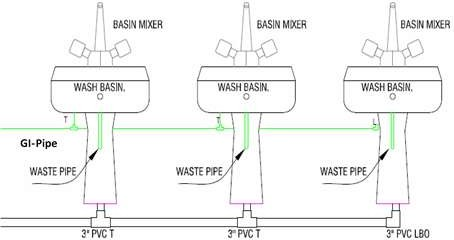 BASIN MIXER
BASIN MIXER
BASIN MIXER
WASH BASIN.
WASH BASIN.
WASH BASIN.
T
T
L
GI-Pipe
WASTE PIPE
WASTE PIPE
WASTE PIPE
3" PVC T
3" PVC T
3" PVC LBO